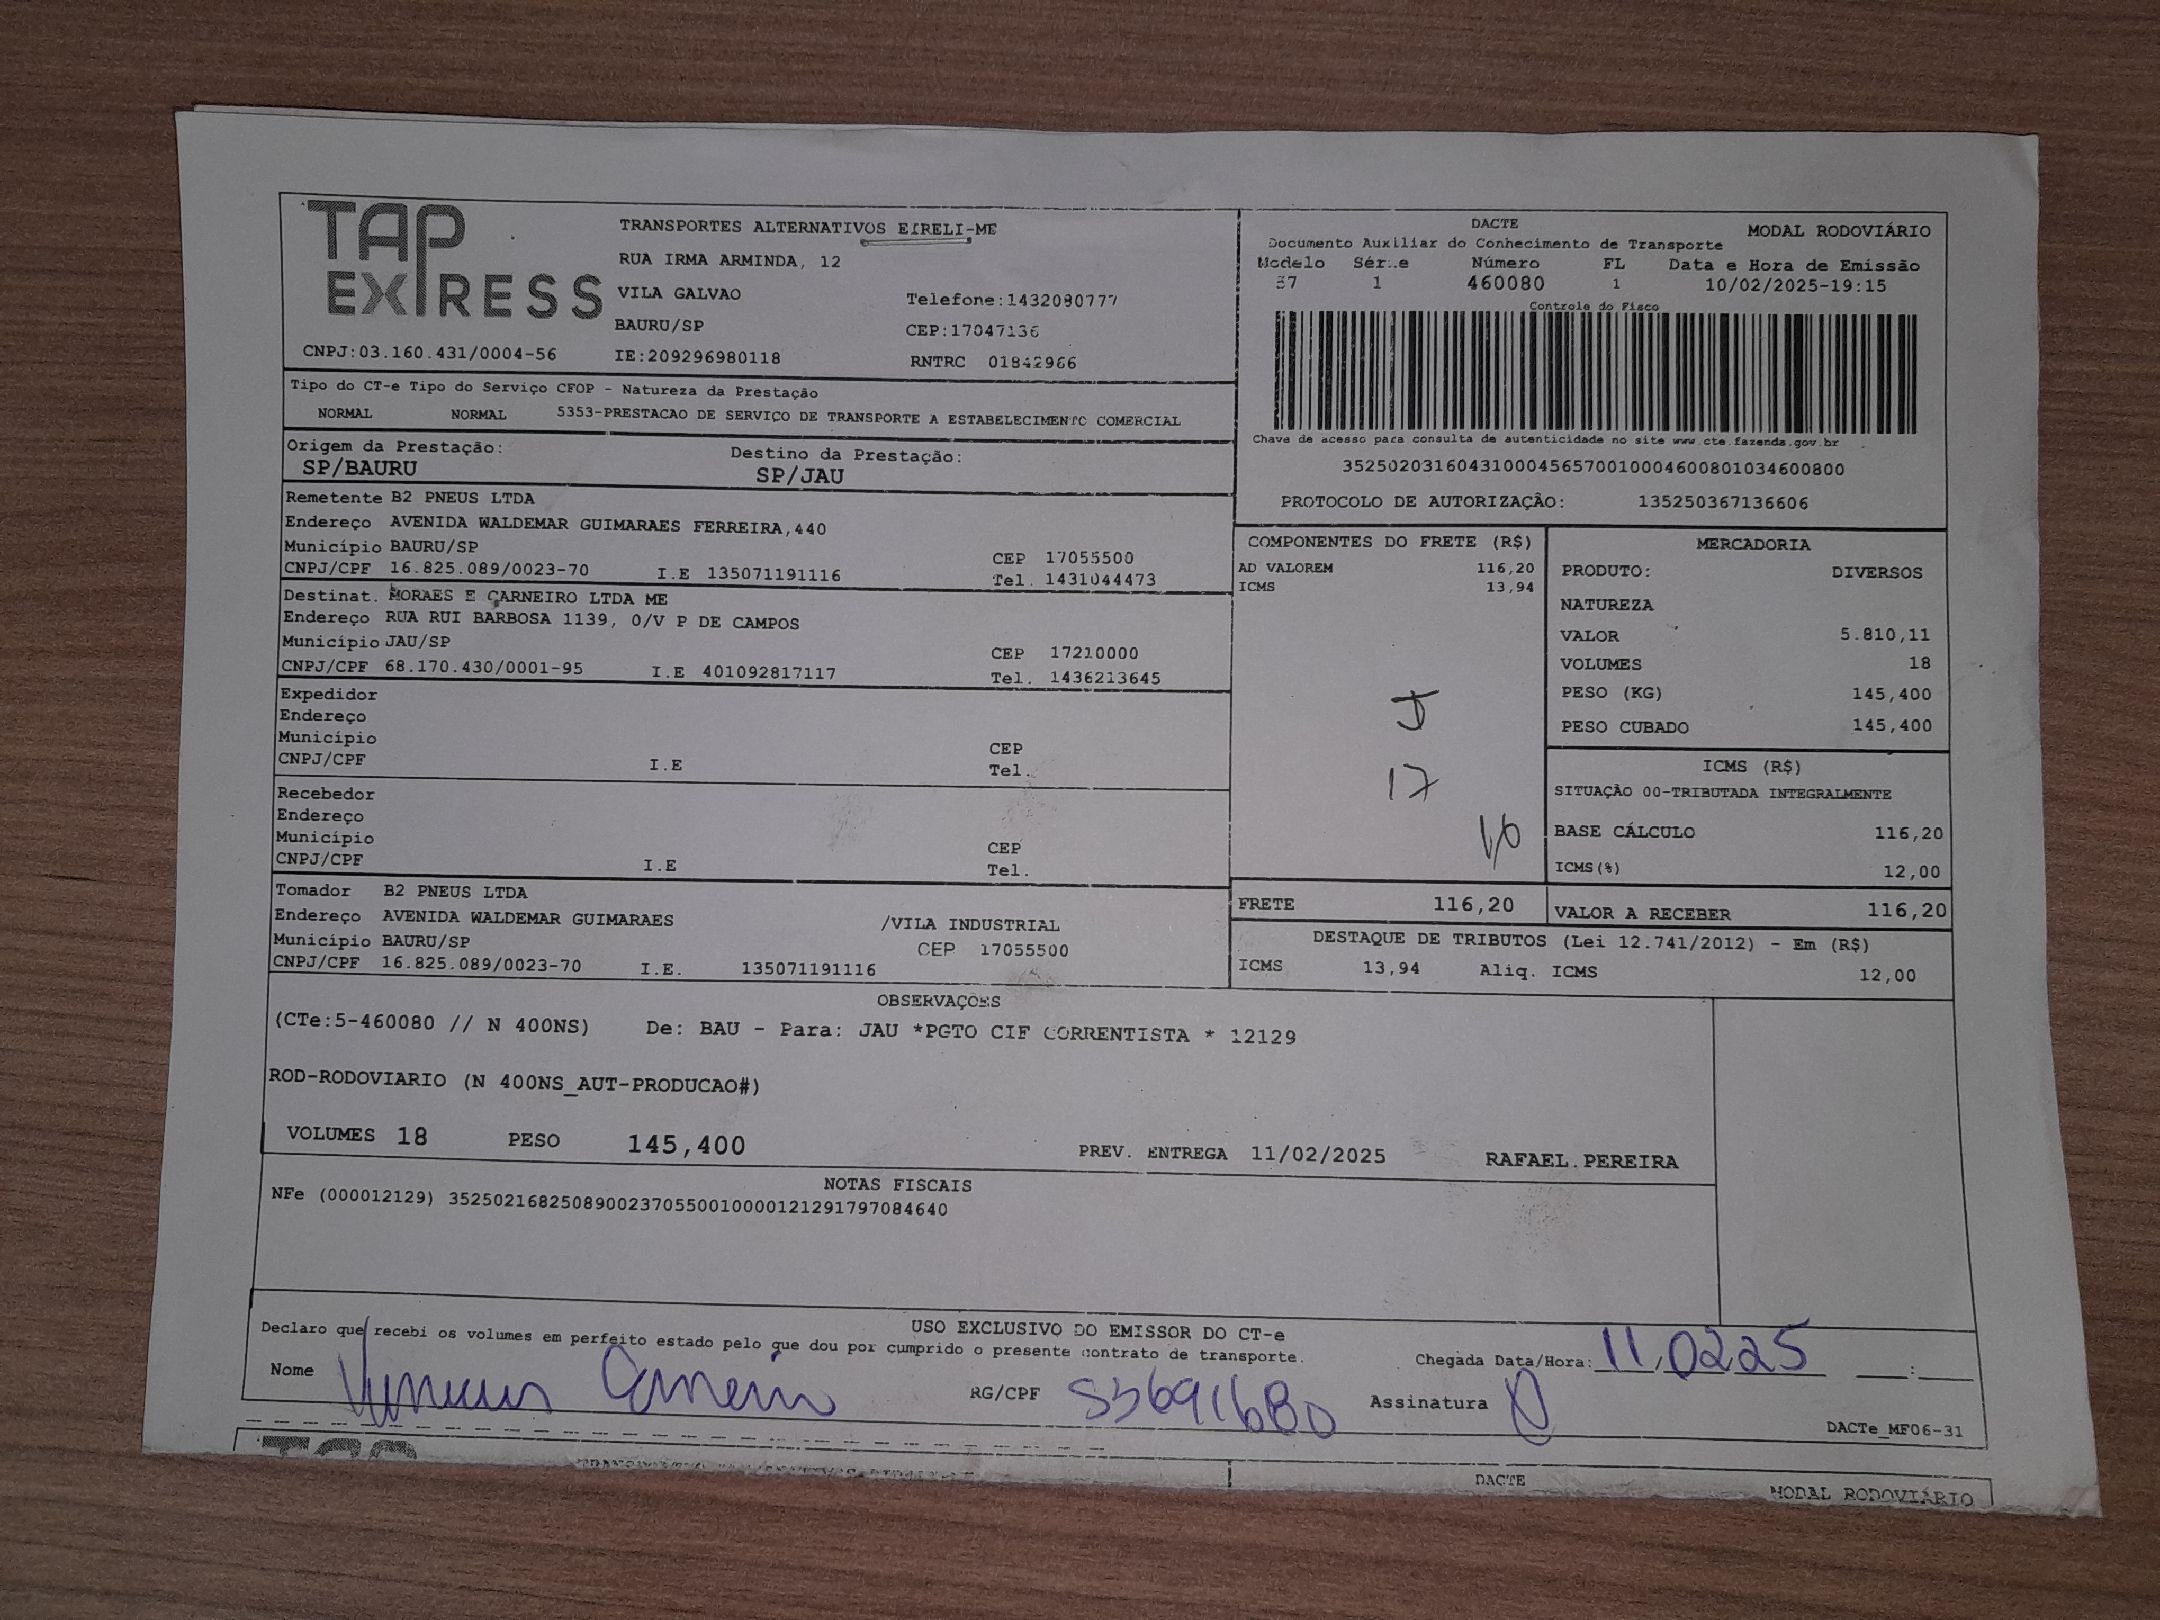 TAP EXPRESS
TRANSPORTES ALTERNATIVOS EIRELI-ME
RUA IRMA ARMINDA, 12
VILA GALVAO Telefone:1432080777
BAURU/SP CEP:17047136
CNPJ:03.160.431/0004-56 IE:209296980118 RNTRC 01842966
DACTE MODAL RODOVIÁRIO
Documento Auxiliar do Conhecimento de Transporte
Modelo Série Número FL Data e Hora de Emissão
57 1 460080 1 10/02/2025-19:15
Controle do Fisco
Chave de acesso para consulta de autenticidade no site www.cte.fazenda.gov.br
35250203160431000456570010004600801034600800
PROTOCOLO DE AUTORIZAÇÃO: 135250367136606
Tipo do CT-e Tipo do Serviço CFOP - Natureza da Prestação
NORMAL NORMAL 5353-PRESTACAO DE SERVIÇO DE TRANSPORTE A ESTABELECIMENTO COMERCIAL
Origem da Prestação: Destino da Prestação:
SP/BAURU SP/JAU
Remetente B2 PNEUS LTDA
Endereço AVENIDA WALDEMAR GUIMARAES FERREIRA,440
Município BAURU/SP CEP 17055500
CNPJ/CPF 16.825.089/0023-70 I.E 135071191116 Tel. 1431044473
Destinat. MORAES E CARNEIRO LTDA ME
Endereço RUA RUI BARBOSA 1139, O/V P DE CAMPOS
Município JAU/SP CEP 17210000
CNPJ/CPF 68.170.430/0001-95 I.E 401092817117 Tel. 1436213645
Expedidor
Endereço
Município CEP
CNPJ/CPF I.E Tel.
Recebedor
Endereço
Município CEP
CNPJ/CPF I.E Tel.
Tomador B2 PNEUS LTDA
Endereço AVENIDA WALDEMAR GUIMARAES /VILA INDUSTRIAL
Município BAURU/SP CEP 17055500
CNPJ/CPF 16.825.089/0023-70 I.E. 135071191116
COMPONENTES DO FRETE (R$)
AD VALOREM 116,20
ICMS 13,94
17
FRETE 116,20
MERCADORIA
PRODUTO: DIVERSOS
NATUREZA
VALOR 5.810,11
VOLUMES 18
PESO (KG) 145,400
PESO CUBADO 145,400
ICMS (R$)
SITUAÇÃO 00-TRIBUTADA INTEGRALMENTE
BASE CÁLCULO 116,20
ICMS(%) 12,00
VALOR A RECEBER 116,20
DESTAQUE DE TRIBUTOS (Lei 12.741/2012) - Em (R$)
ICMS 13,94 Aliq. ICMS 12,00
OBSERVAÇÕES
(CTe:5-460080 // N 400NS) De: BAU - Para: JAU *PGTO CIF CORRENTISTA * 12129
ROD-RODOVIARIO (N 400NS_AUT-PRODUCAO#)
VOLUMES 18 PESO 145,400 PREV. ENTREGA 11/02/2025 RAFAEL.PEREIRA
NOTAS FISCAIS
NFe (000012129) 35250216825089002370550010000121291797084640
USO EXCLUSIVO DO EMISSOR DO CT-e
Declaro que recebi os volumes em perfeito estado pelo que dou por cumprido o presente contrato de transporte.
Chegada Data/Hora: 11/0225 :
Nome RG/CPF Assinatura
DACTe_MF06-31
DACTE
MODAL RODOVIÁRIO